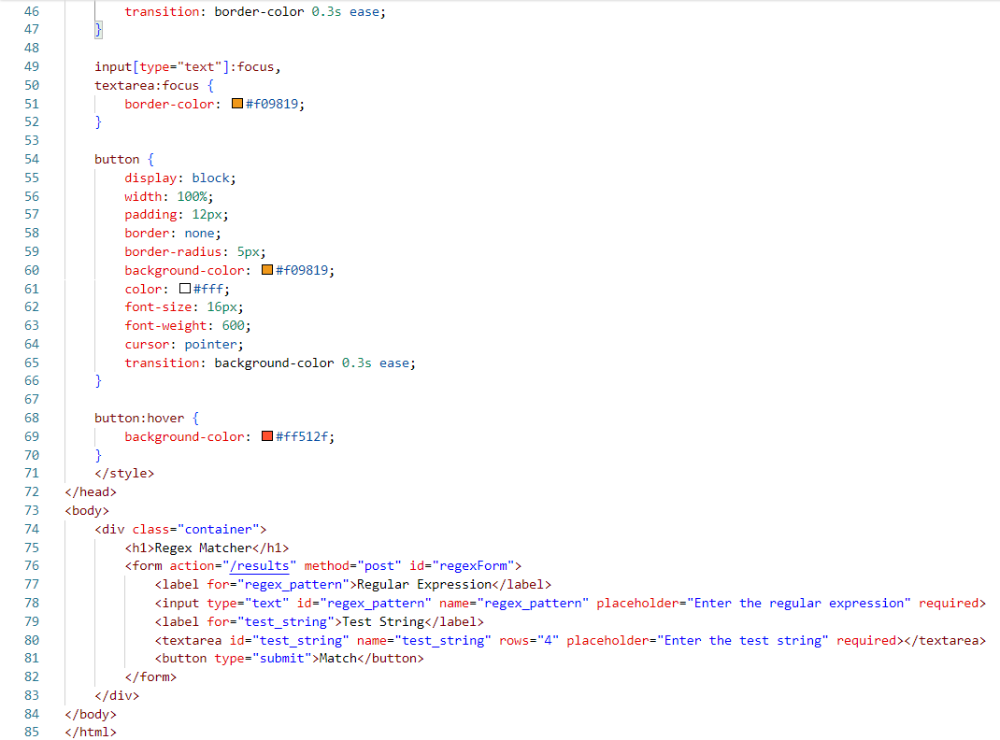 46 transition: border-color 0.3s ease;
47 }
48
49 input[type="text"]:focus,
50 textarea:focus {
51 border-color: #f09819;
52 }
53
54 button {
55 display: block;
56 width: 100%;
57 padding: 12px;
58 border: none;
59 border-radius: 5px;
60 background-color: #f09819;
61 color: #fff;
62 font-size: 16px;
63 font-weight: 600;
64 cursor: pointer;
65 transition: background-color 0.3s ease;
66 }
67
68 button:hover {
69 background-color: #ff512f;
70 }
71 </style>
72 </head>
73 <body>
74 <div class="container">
75 <h1>Regex Matcher</h1>
76 <form action="/results" method="post" id="regexForm">
77 <label for="regex_pattern">Regular Expression</label>
78 <input type="text" id="regex_pattern" name="regex_pattern" placeholder="Enter the regular expression" required>
79 <label for="test_string">Test String</label>
80 <textarea id="test_string" name="test_string" rows="4" placeholder="Enter the test string" required></textarea>
81 <button type="submit">Match</button>
82 </form>
83 </div>
84 </body>
85 </html>